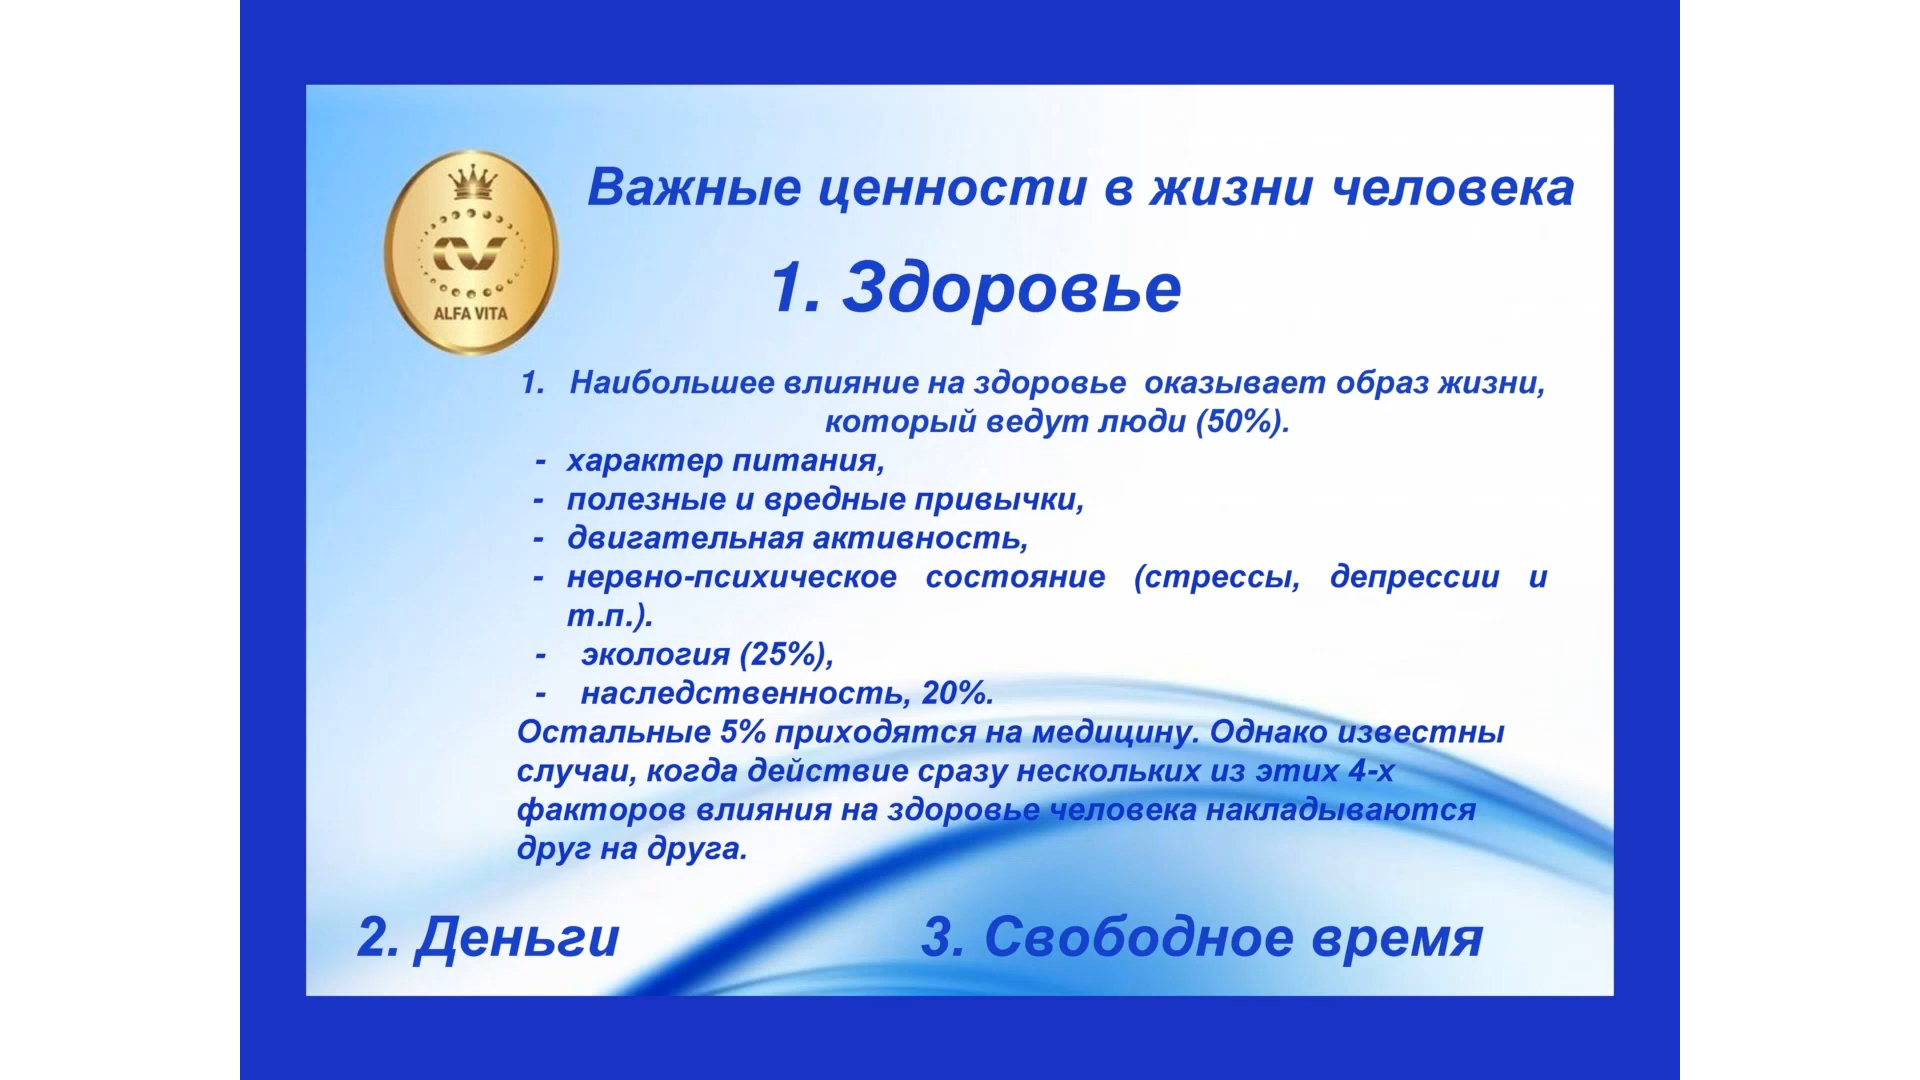 Важные ценности в жизни человека
ALFA VITA
1. Здоровье
1. Наибольшее влияние на здоровье оказывает образ жизни,
который ведут люди (50%).
- характер питания,
- полезные и вредные привычки,
- двигательная активность,
- нервно-психическое состояние (стрессы, депрессии и
т.п.).
- экология (25%),
- наследственность, 20%.
Остальные 5% приходятся на медицину. Однако известны
случаи, когда действие сразу нескольких из этих 4-х
факторов влияния на здоровье человека накладываются
друг на друга.
2. Деньги
3. Свободное время